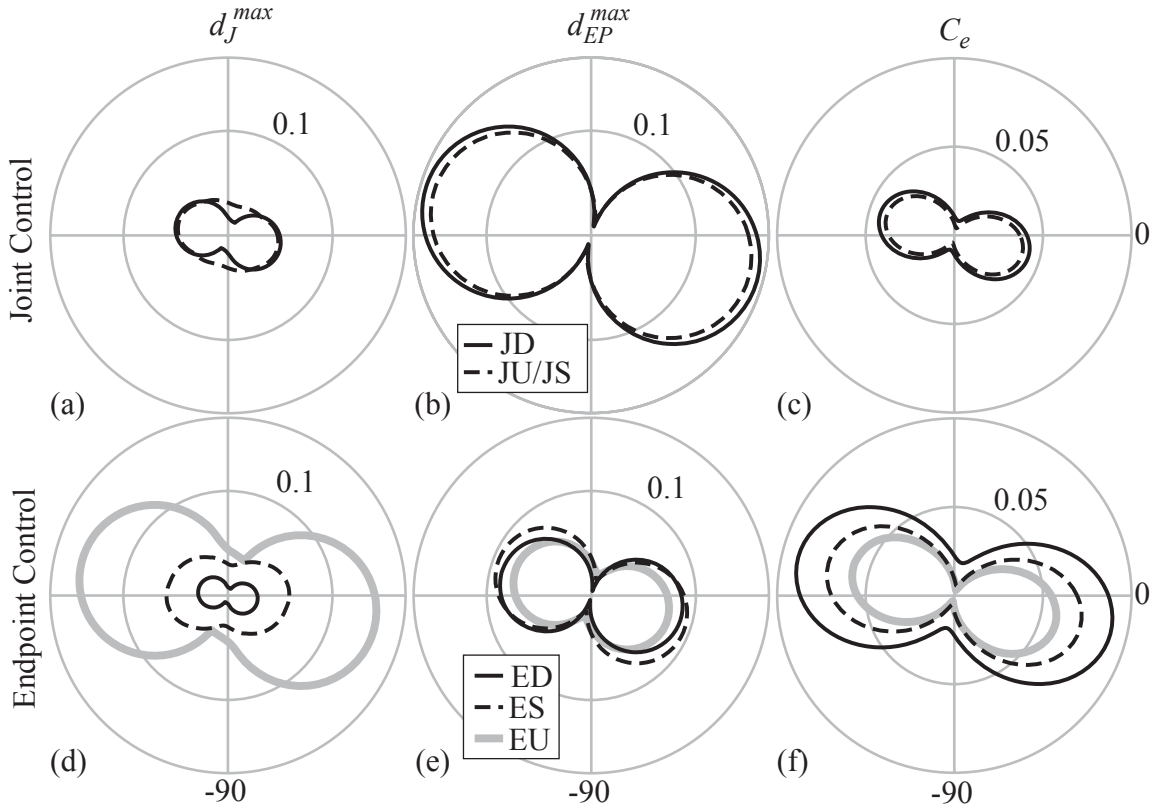 d_J^max
d_EP^max
C_e
Joint Control
0.1
0.1
0.05
0
JD
JU/JS
(a)
(b)
(c)
Endpoint Control
0.1
0.1
0.05
0
ED
ES
EU
(d)
(e)
(f)
-90
-90
-90